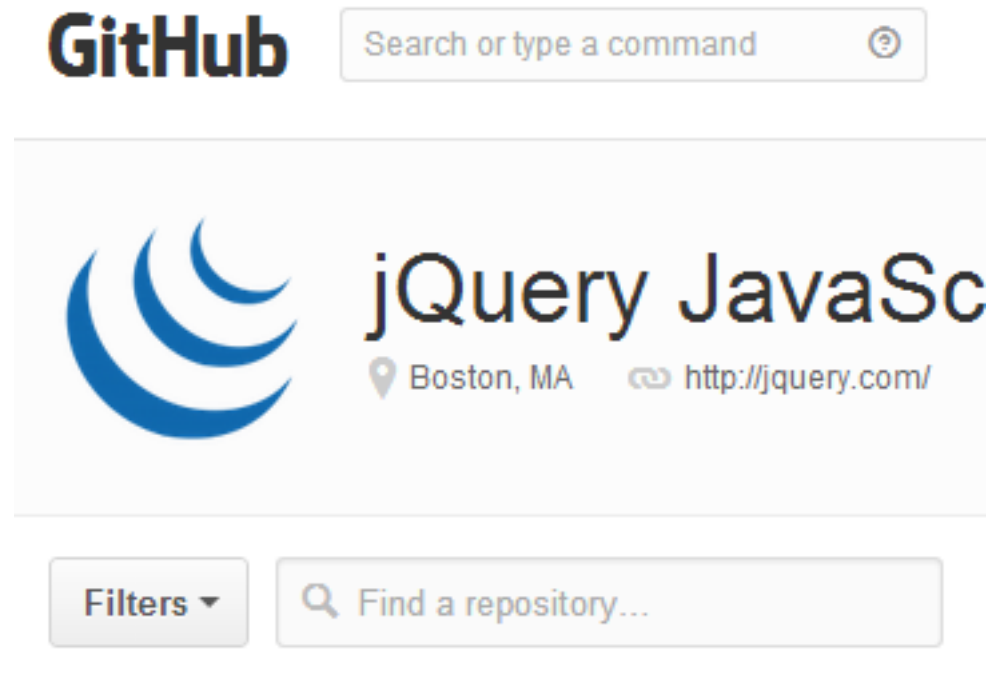 GitHub Search or type a command
jQuery JavaSc
Boston, MA http://jquery.com/
Filters Find a repository...